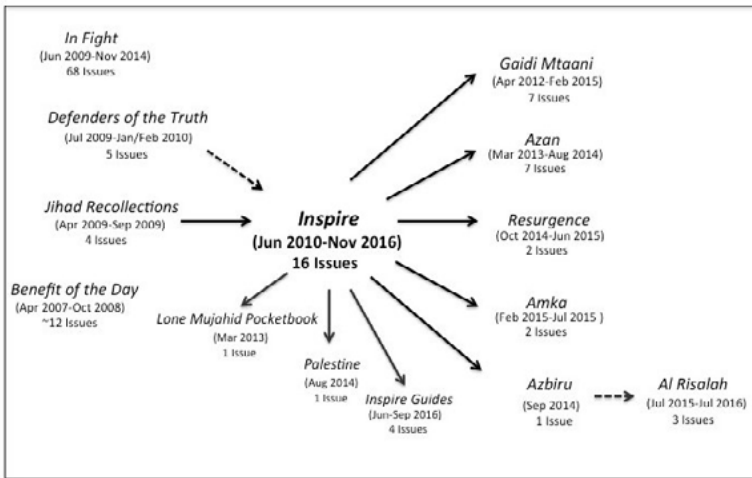 In Fight
(Jun 2009-Nov 2014)
68 Issues
Defenders of the Truth
(Jul 2009-Jan/Feb 2010)
5 Issues
Jihad Recollections
(Apr 2009-Sep 2009)
4 Issues
Benefit of the Day
(Apr 2007-Oct 2008)
~12 Issues
Inspire
(Jun 2010-Nov 2016)
16 Issues
Lone Mujahid Pocketbook
(Mar 2013)
1 Issue
Palestine
(Aug 2014)
1 Issue
Inspire Guides
(Jun-Sep 2016)
4 Issues
Gaidi Mtaani
(Apr 2012-Feb 2015)
7 Issues
Azan
(Mar 2013-Aug 2014)
7 Issues
Resurgence
(Oct 2014-Jun 2015)
2 Issues
Amka
(Feb 2015-Jul 2015 )
2 Issues
Azbiru
(Sep 2014)
1 Issue
Al Risalah
(Jul 2015-Jul 2016)
3 Issues